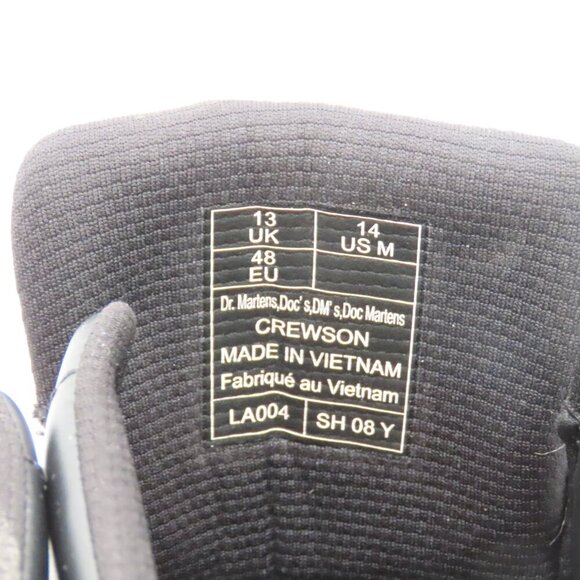 13
UK
14
US M
48
EU
Dr. Martens,Doc's,DM's,Doc Martens
CREWSON
MADE IN VIETNAM
Fabriqué au Vietnam
LA004
SH 08 Y